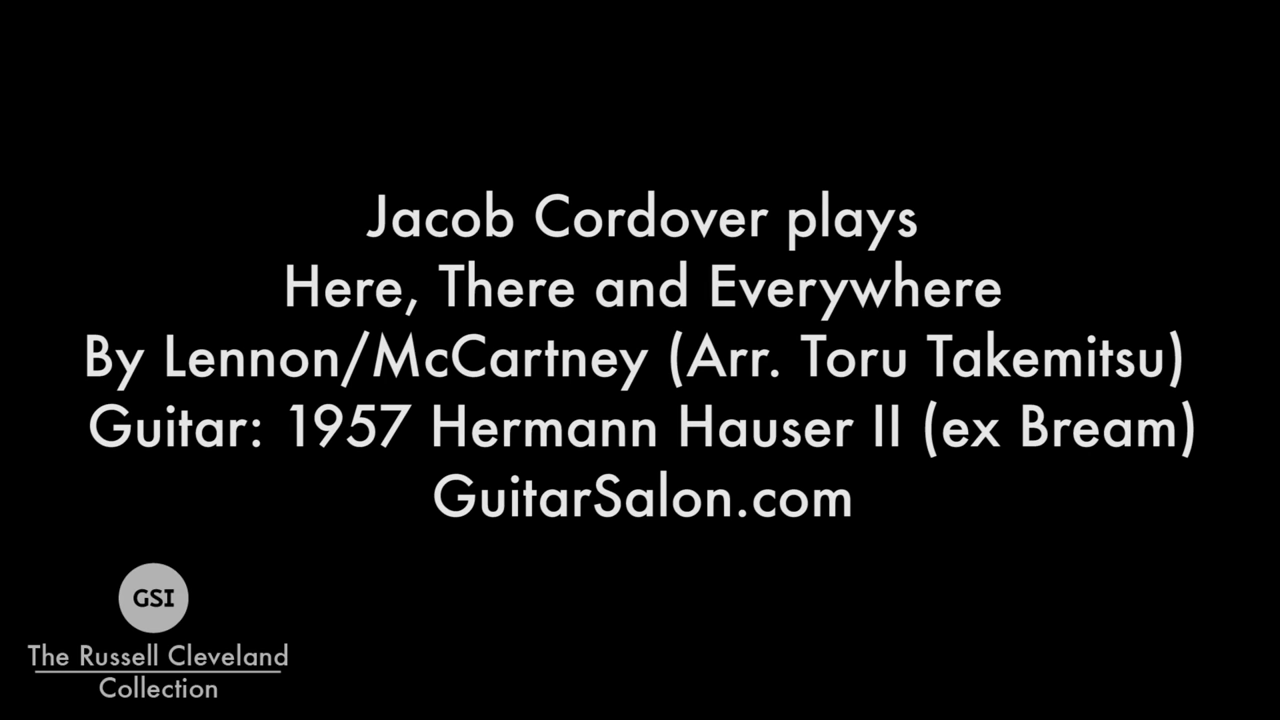 Jacob Cordover plays
Here, There and Everywhere
By Lennon/McCartney (Arr. Toru Takemitsu)
Guitar: 1957 Hermann Hauser II (ex Bream)
GuitarSalon.com
GSI
The Russell Cleveland
Collection